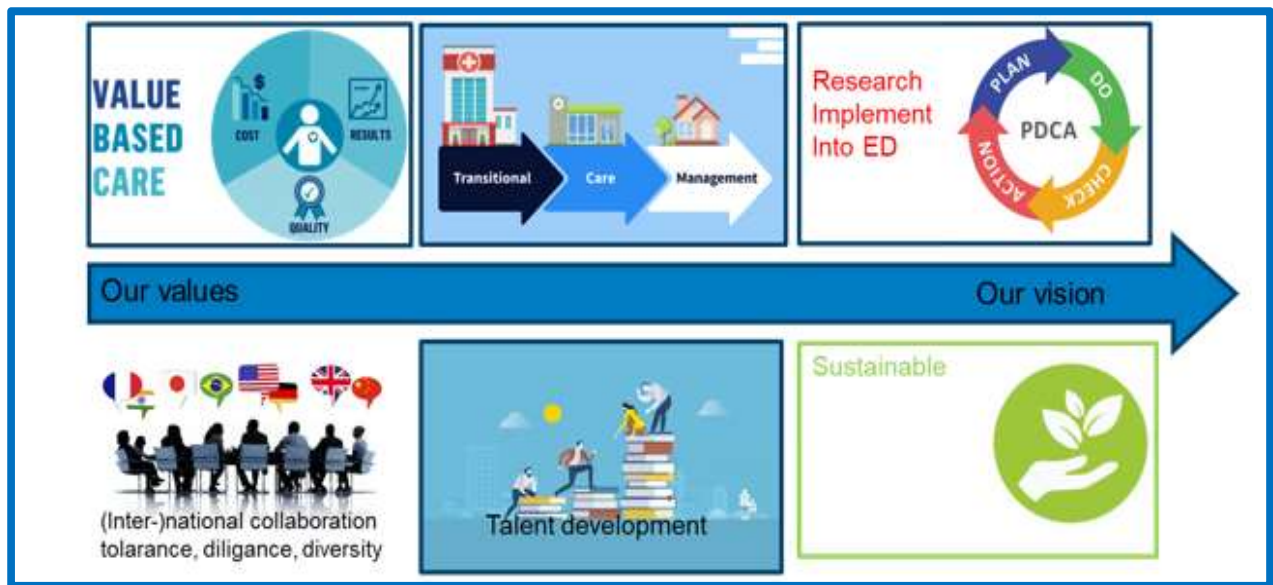 VALUE
BASED
CARE
COST
$
RESULTS
QUALITY
Transitional
Care
Management
Research
Implement
Into ED
PLAN
DO
CHECK
ACTION
PDCA
Our values
Our vision
(Inter-)national collaboration
tolarance, diligance, diversity
Talent development
Sustainable